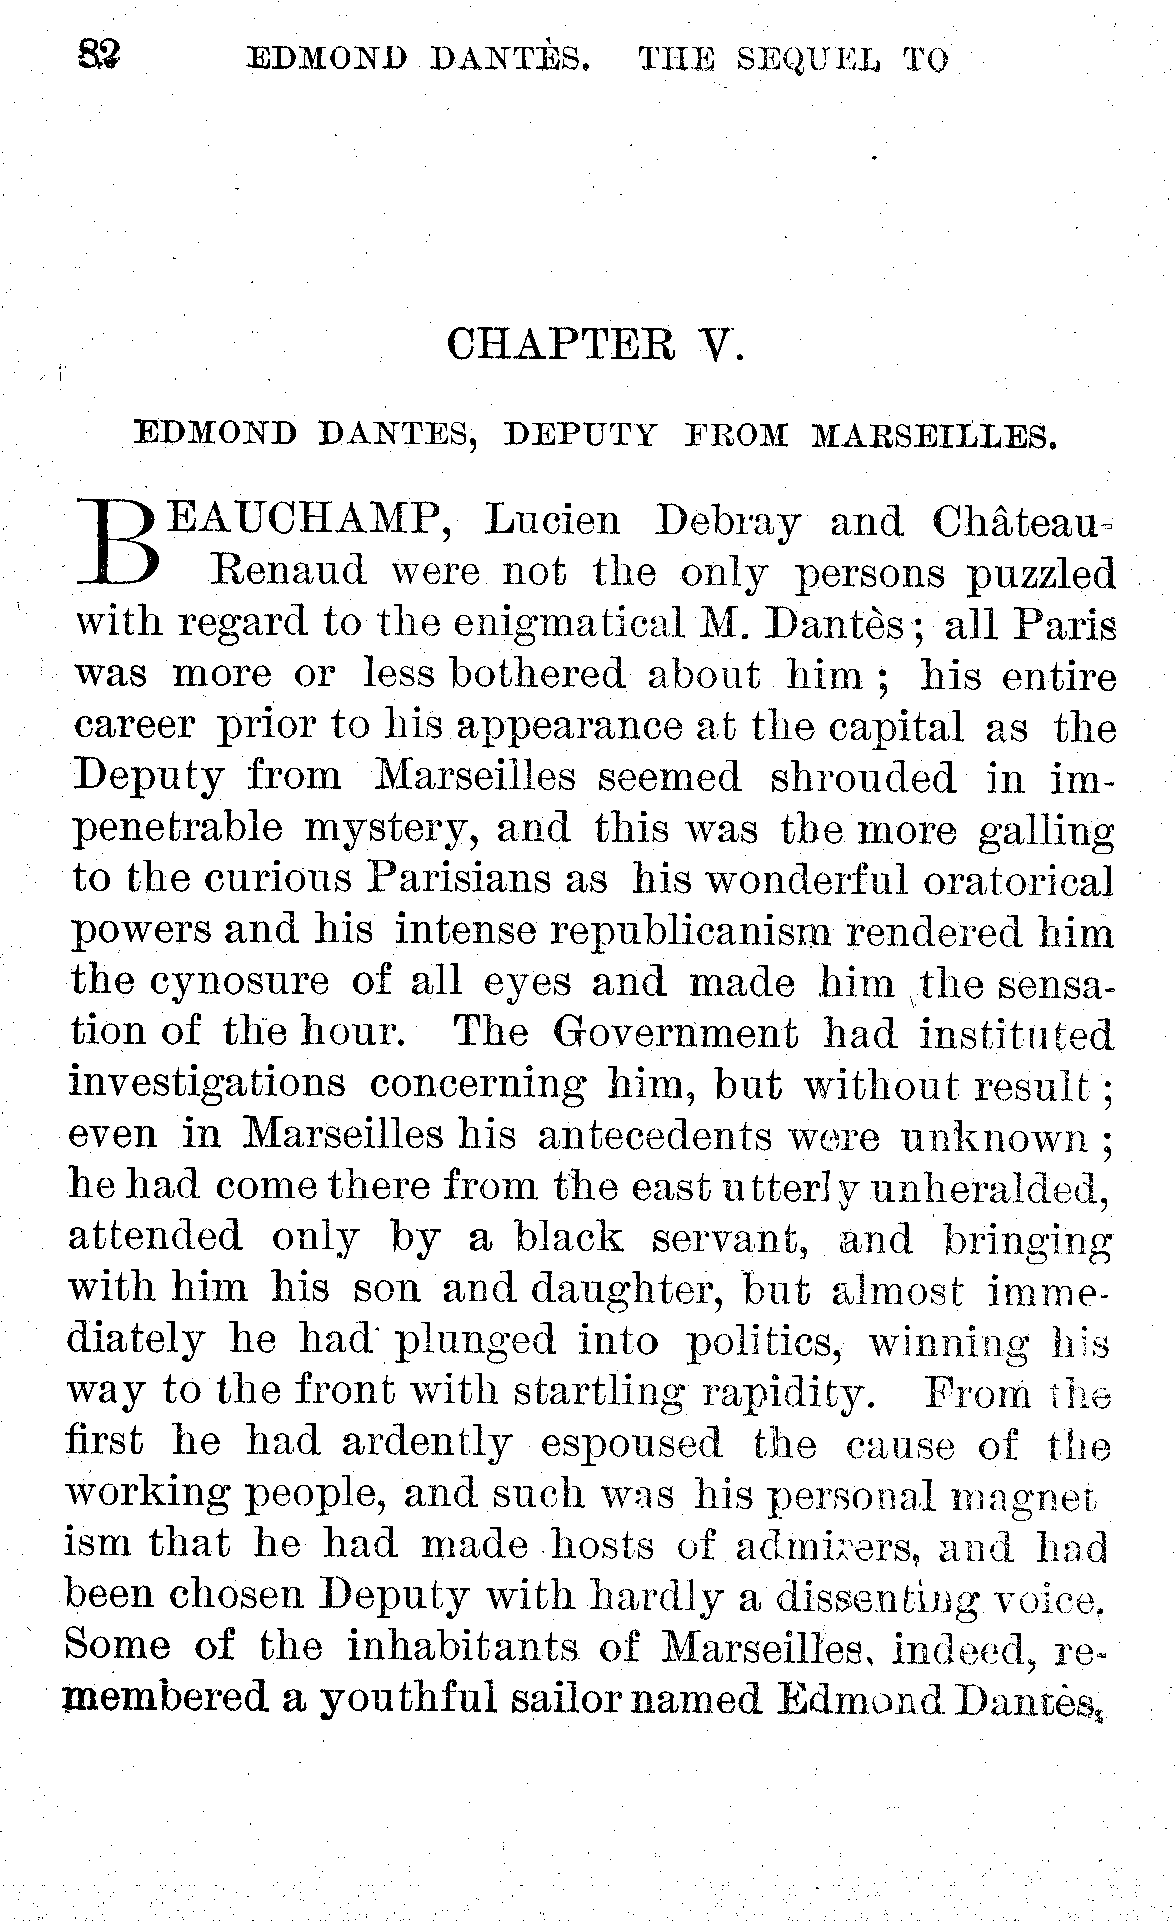 82 EDMOND DANTÈS. THE SEQUEL TO
CHAPTER V.
EDMOND DANTES, DEPUTY FROM MARSEILLES.
BEAUCHAMP, Lucien Debray and Château-
Renaud were not the only persons puzzled
with regard to the enigmatical M. Dantès; all Paris
was more or less bothered about him; his entire
career prior to his appearance at the capital as the
Deputy from Marseilles seemed shrouded in im-
penetrable mystery, and this was the more galling
to the curious Parisians as his wonderful oratorical
powers and his intense republicanism rendered him
the cynosure of all eyes and made him the sensa-
tion of the hour. The Government had instituted
investigations concerning him, but without result;
even in Marseilles his antecedents were unknown;
he had come there from the east utterly unheralded,
attended only by a black servant, and bringing
with him his son and daughter, but almost imme-
diately he had plunged into politics, winning his
way to the front with startling rapidity. From the
first he had ardently espoused the cause of the
working people, and such was his personal magnet
ism that he had made hosts of admirers, and had
been chosen Deputy with hardly a dissenting voice.
Some of the inhabitants of Marseilles, indeed, re-
membered a youthful sailor named Edmond Dantès,